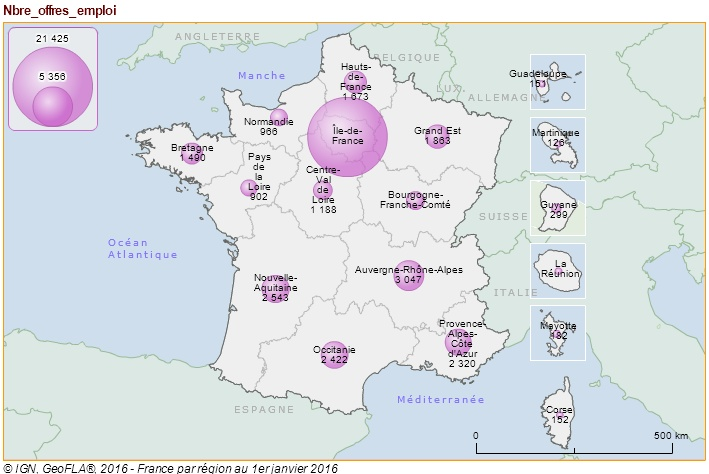 Nbre_offres_emploi
21 425
5 356
ANGLETERRE
BELGIQUE
Manche
LUX.
ALLEMAGNE
Hauts-
de-
France
1 673
Guadeloupe
151
Normandie
966
Île-de-
France
Grand Est
1 863
Martinique
126
Bretagne
1 490
Pays
de la
Loire
902
Centre-
Val
de
Loire
1 188
Bourgogne-
Franche-Comté
Guyane
299
SUISSE
Océan
Atlantique
Nouvelle-
Aquitaine
2 543
Auvergne-Rhône-Alpes
3 047
La
Réunion
ITALIE
Mayotte
182
Occitanie
2 422
Provence-
Alpes-
Côte
d'Azur
2 320
ESPAGNE
Méditerranée
Corse
152
0
500 km
© IGN, GeoFLA®, 2016 - France par région au 1er janvier 2016